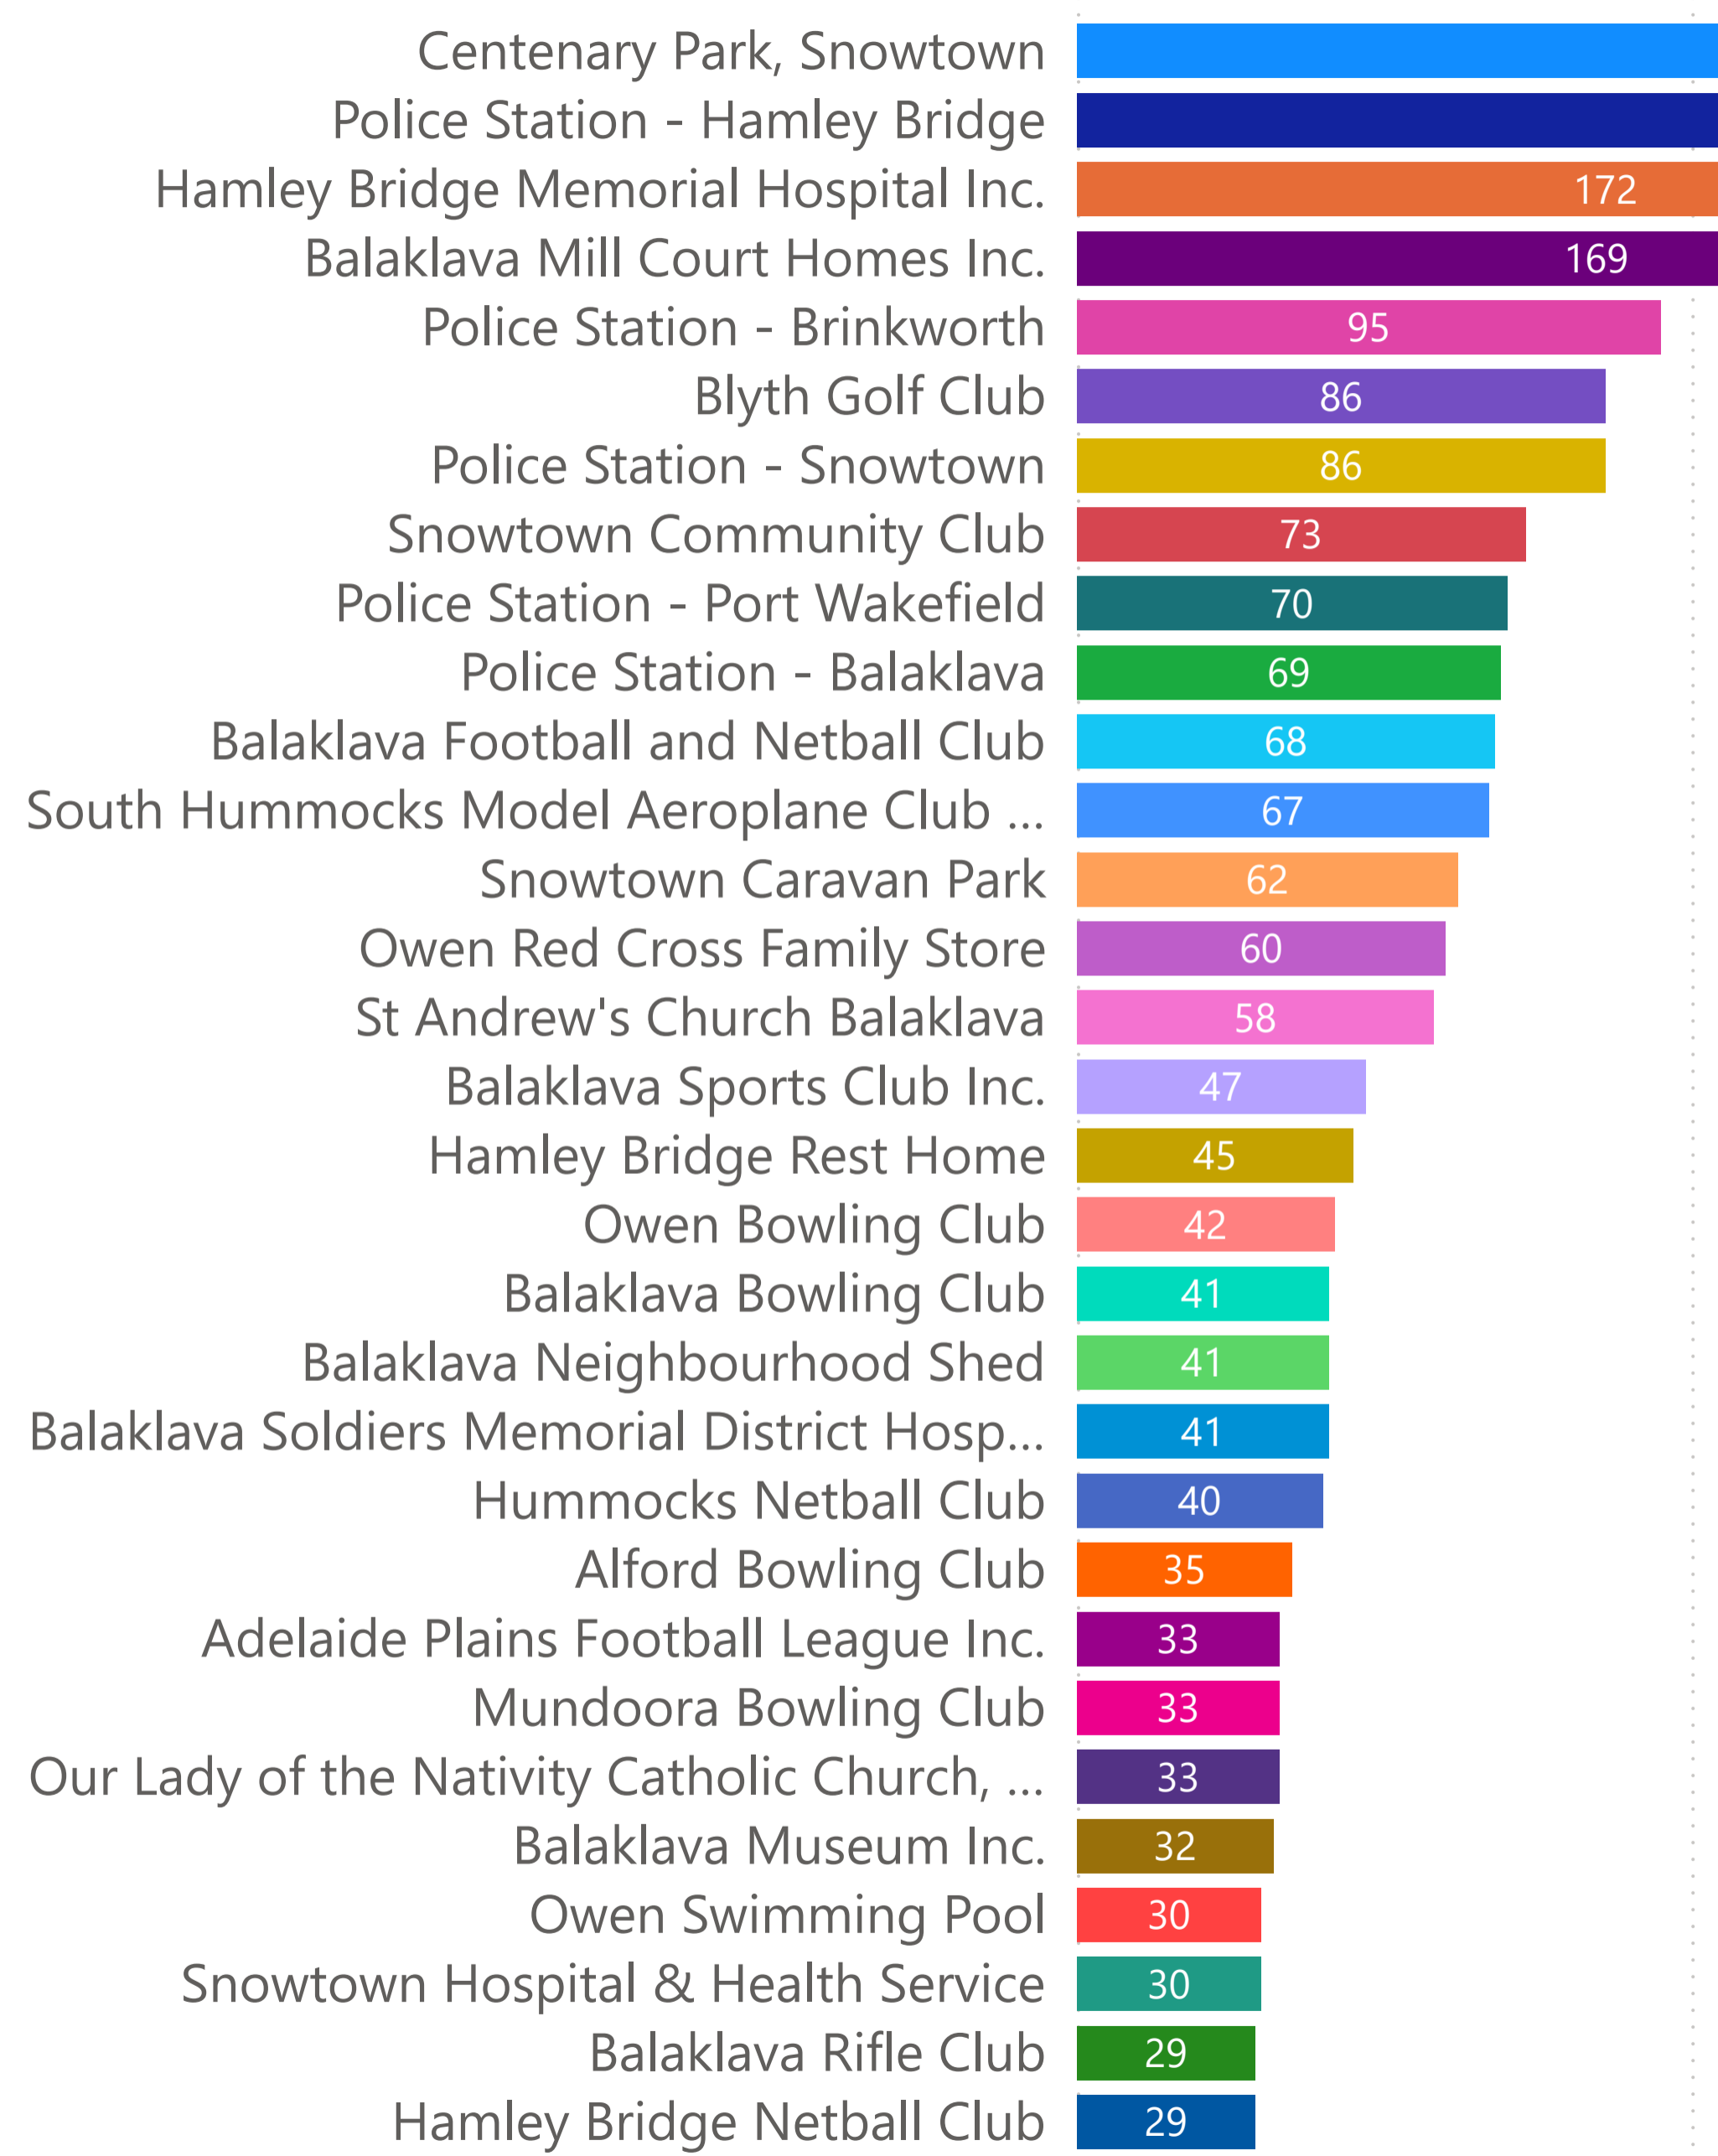 Centenary Park, Snowtown
Police Station - Hamley Bridge
Hamley Bridge Memorial Hospital Inc. 172
Balaklava Mill Court Homes Inc. 169
Police Station - Brinkworth 95
Blyth Golf Club 86
Police Station - Snowtown 86
Snowtown Community Club 73
Police Station - Port Wakefield 70
Police Station - Balaklava 69
Balaklava Football and Netball Club 68
South Hummocks Model Aeroplane Club ... 67
Snowtown Caravan Park 62
Owen Red Cross Family Store 60
St Andrew's Church Balaklava 58
Balaklava Sports Club Inc. 47
Hamley Bridge Rest Home 45
Owen Bowling Club 42
Balaklava Bowling Club 41
Balaklava Neighbourhood Shed 41
Balaklava Soldiers Memorial District Hosp... 41
Hummocks Netball Club 40
Alford Bowling Club 35
Adelaide Plains Football League Inc. 33
Mundoora Bowling Club 33
Our Lady of the Nativity Catholic Church, ... 33
Balaklava Museum Inc. 32
Owen Swimming Pool 30
Snowtown Hospital & Health Service 30
Balaklava Rifle Club 29
Hamley Bridge Netball Club 29